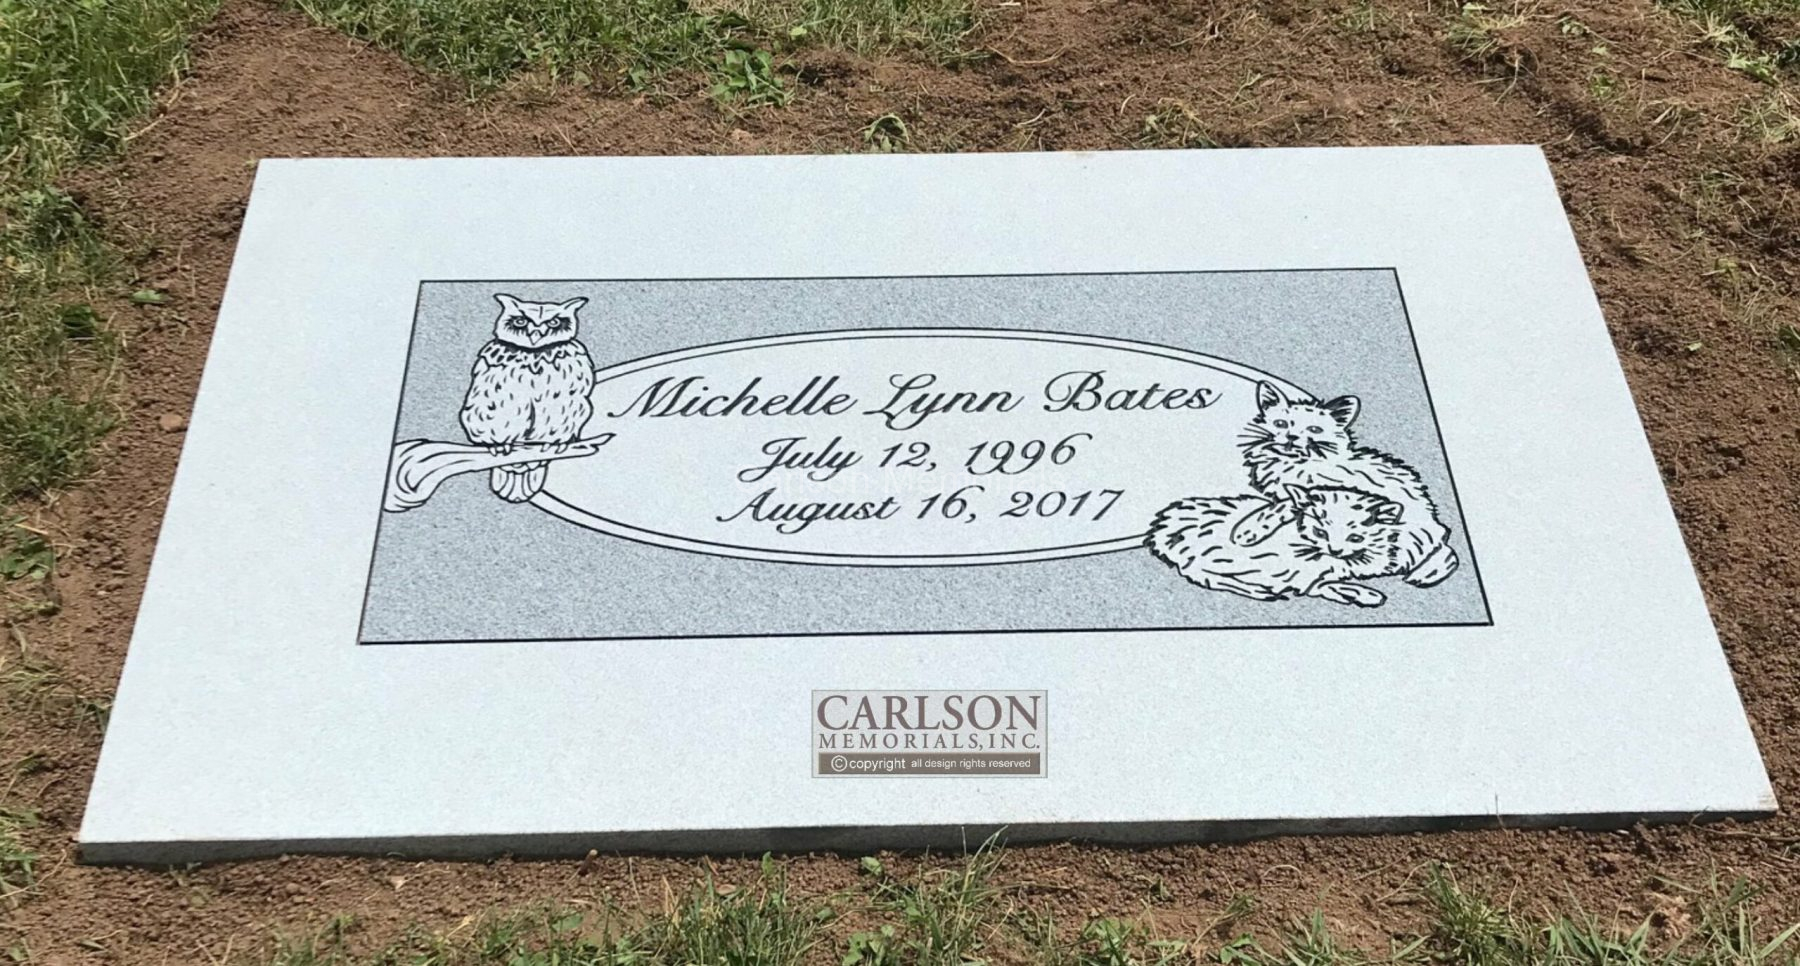 Michelle Lynn Bates
July 12, 1996
August 16, 2017
CARLSON
MEMORIALS, INC.
©copyright all design rights reserved